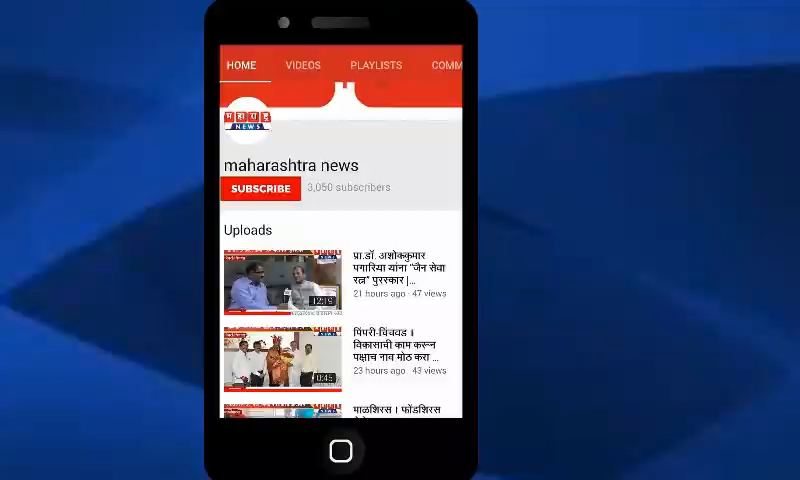 HOME VIDEOS PLAYLISTS COMM
NEWS
maharashtra news
SUBSCRIBE 3,050 subscribers
Uploads
प्रा.डॉ. अशोककुमार
पगारिया यांना "जैन सेवा
रत्न" पुरस्कार |...
21 hours ago · 47 views
12:19
पिंपरी-चिंचवड ।
विकासाची काम करून
पक्षाच नाव मोठ करा ...
23 hours ago · 43 views
0:45
माळशिरस । फोंडशिरस